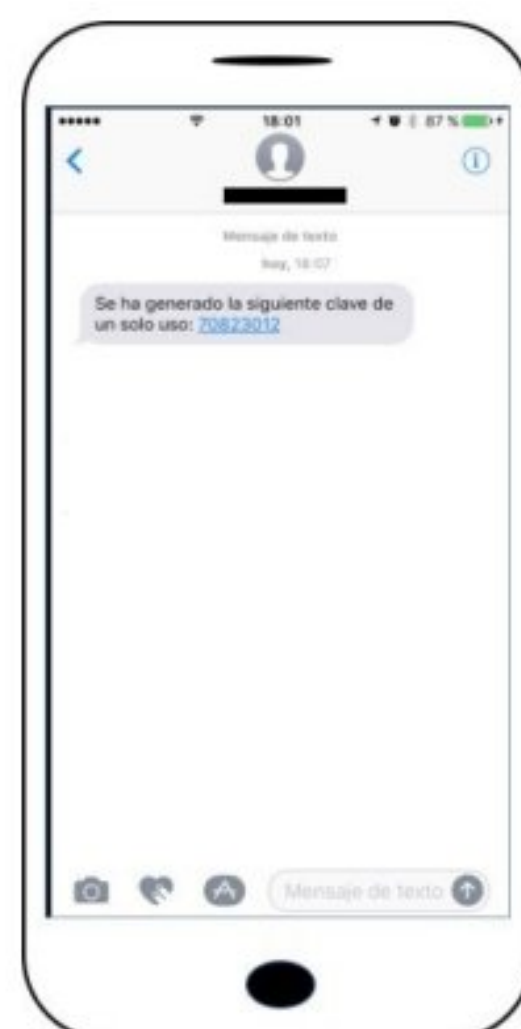 18:01
87 %
Mensaje de texto
hoy, 18:07
Se ha generado la siguiente clave de
un solo uso: 70823012
Mensaje de texto